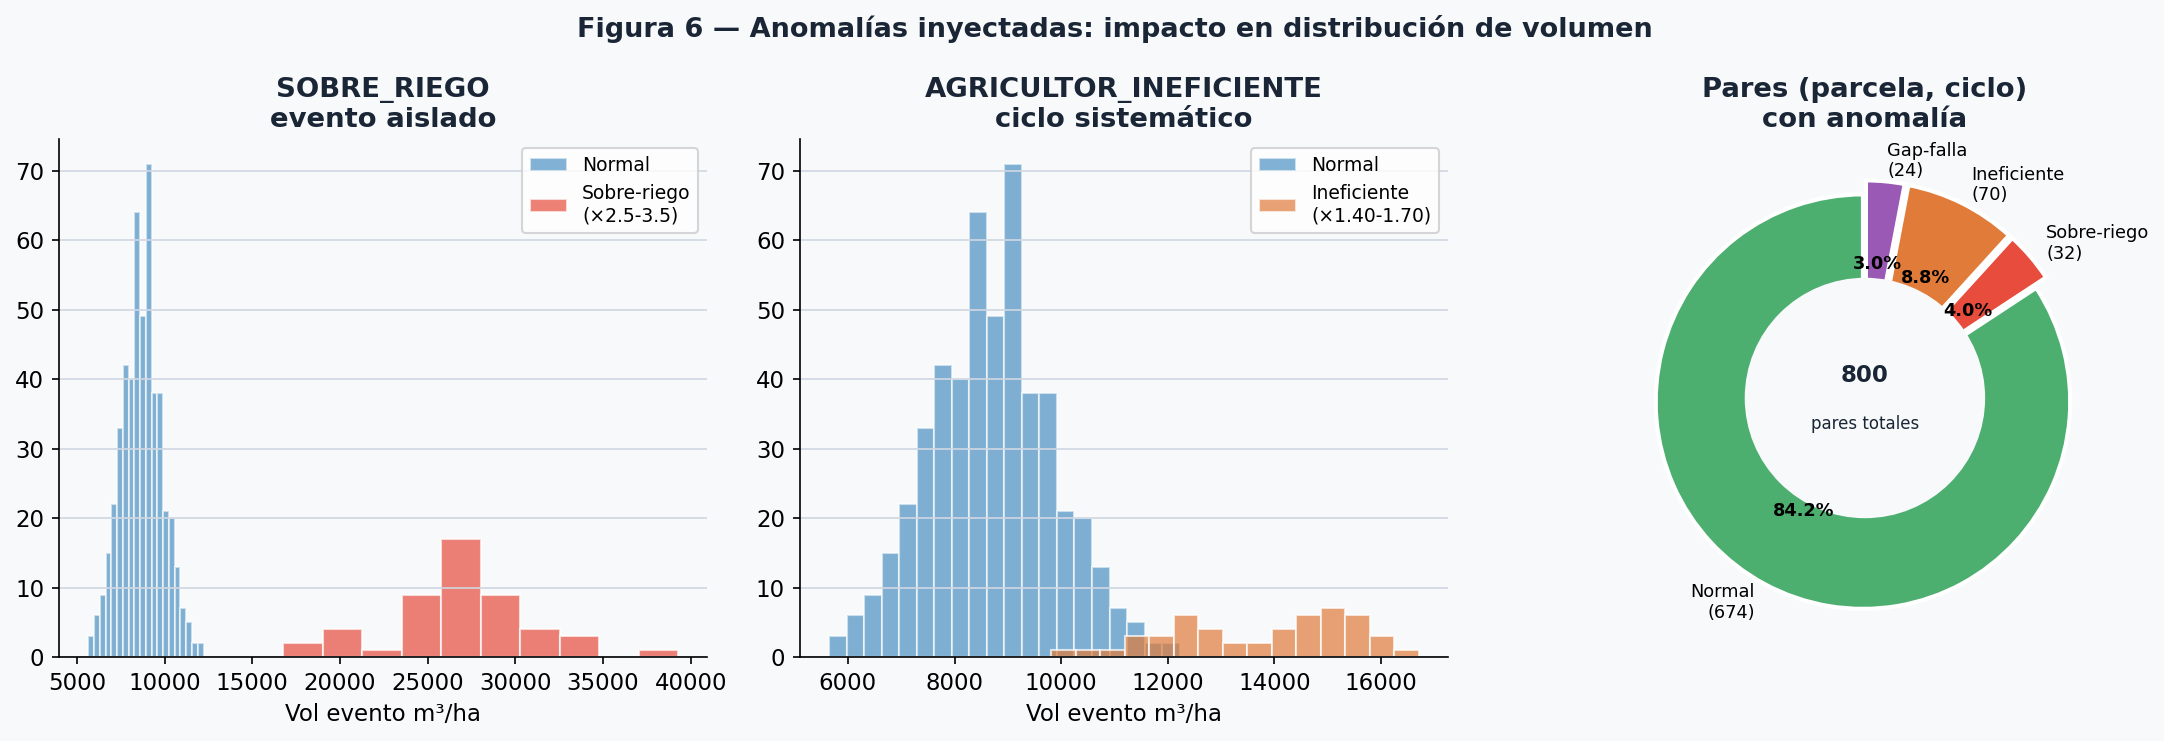 Figura 6 — Anomalías inyectadas: impacto en distribución de volumen
SOBRE_RIEGO
evento aislado
70
60
50
40
30
20
10
0
Normal
Sobre-riego
(×2.5-3.5)
5000 10000 15000 20000 25000 30000 35000 40000
Vol evento m³/ha
AGRICULTOR_INEFICIENTE
ciclo sistemático
70
60
50
40
30
20
10
0
Normal
Ineficiente
(×1.40-1.70)
6000 8000 10000 12000 14000 16000
Vol evento m³/ha
Pares (parcela, ciclo)
con anomalía
Gap-falla
(24)
Ineficiente
(70)
Sobre-riego
(32)
3.0%
8.8%
4.0%
800
pares totales
84.2%
Normal
(674)